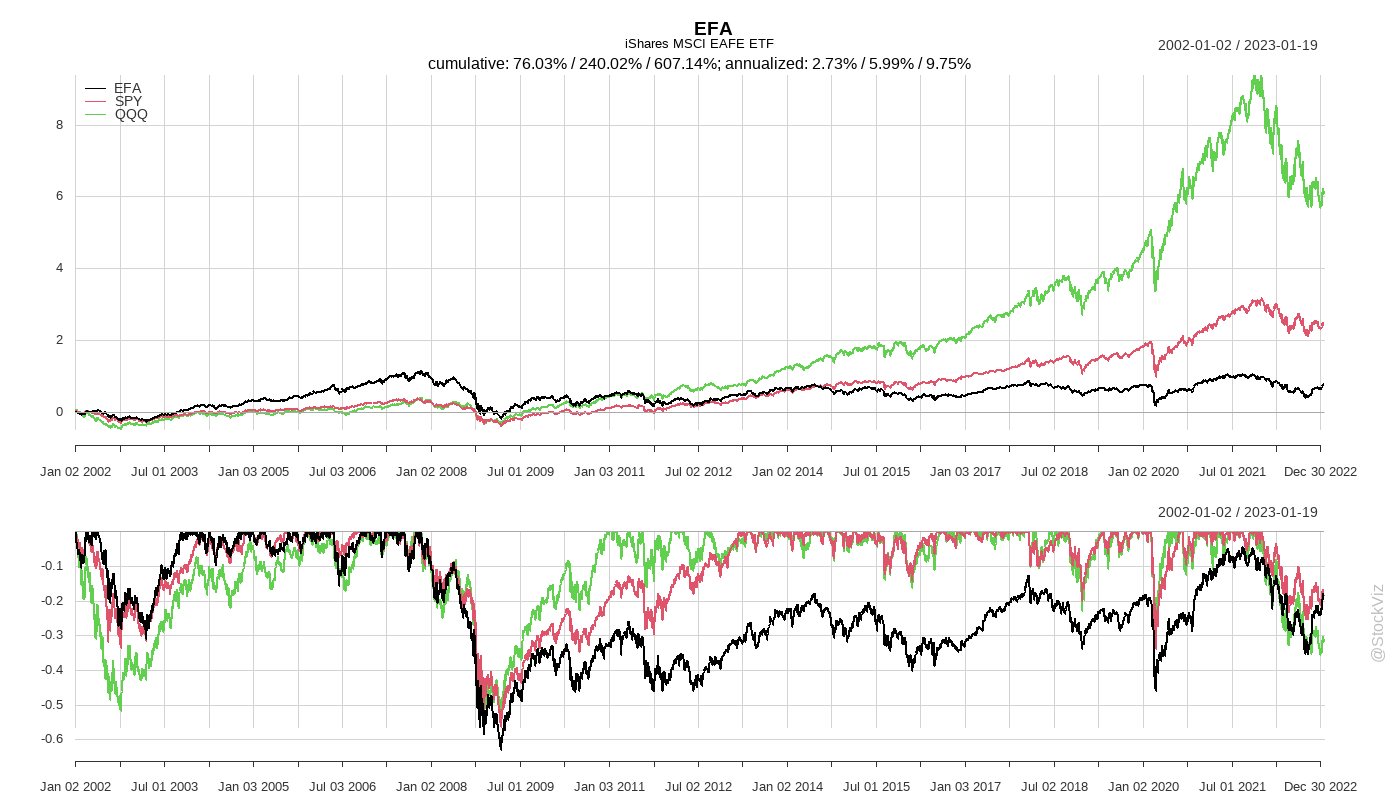 EFA
iShares MSCI EAFE ETF
2002-01-02 / 2023-01-19
cumulative: 76.03% / 240.02% / 607.14%; annualized: 2.73% / 5.99% / 9.75%
EFA
SPY
QQQ
8
6
4
2
0
Jan 02 2002 Jul 01 2003 Jan 03 2005 Jul 03 2006 Jan 02 2008 Jul 01 2009 Jan 03 2011 Jul 02 2012 Jan 02 2014 Jul 01 2015 Jan 03 2017 Jul 02 2018 Jan 02 2020 Jul 01 2021 Dec 30 2022
2002-01-02 / 2023-01-19
-0.1
-0.2
-0.3
-0.4
-0.5
-0.6
Jan 02 2002 Jul 01 2003 Jan 03 2005 Jul 03 2006 Jan 02 2008 Jul 01 2009 Jan 03 2011 Jul 02 2012 Jan 02 2014 Jul 01 2015 Jan 03 2017 Jul 02 2018 Jan 02 2020 Jul 01 2021 Dec 30 2022
@StockViz